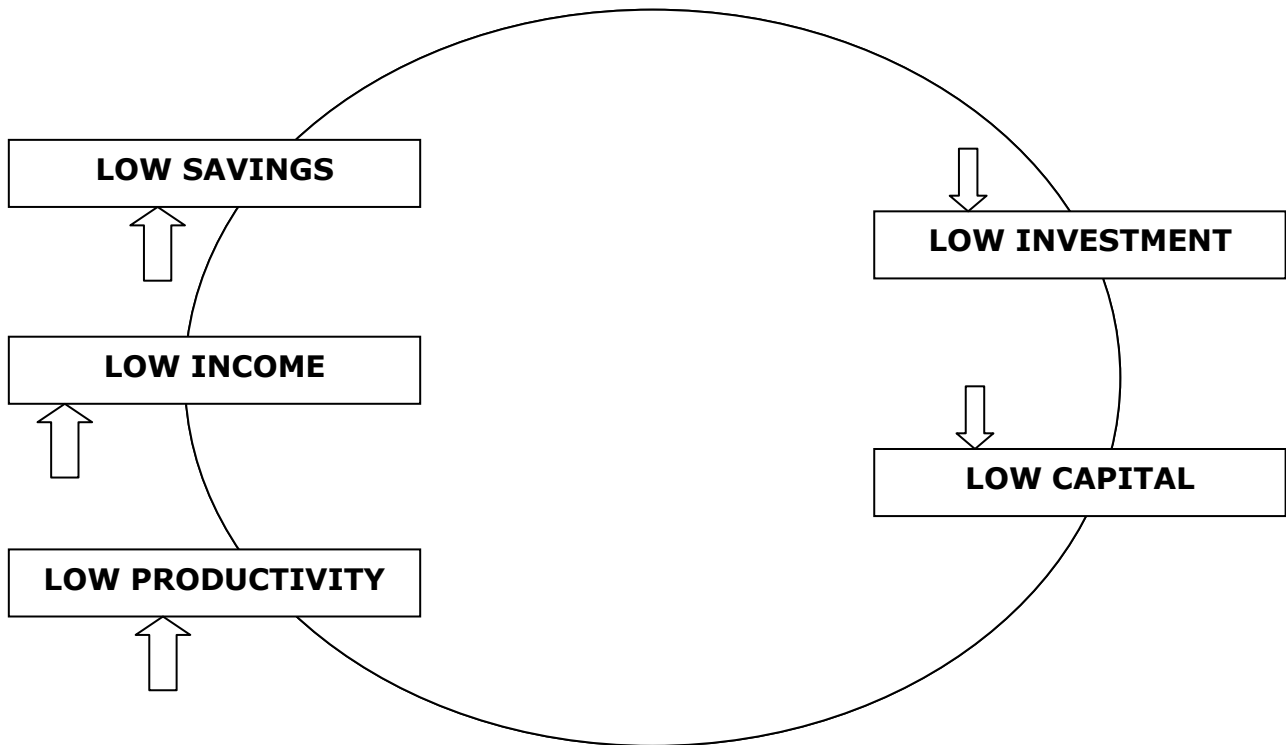 LOW SAVINGS
LOW INVESTMENT
LOW INCOME
LOW CAPITAL
LOW PRODUCTIVITY